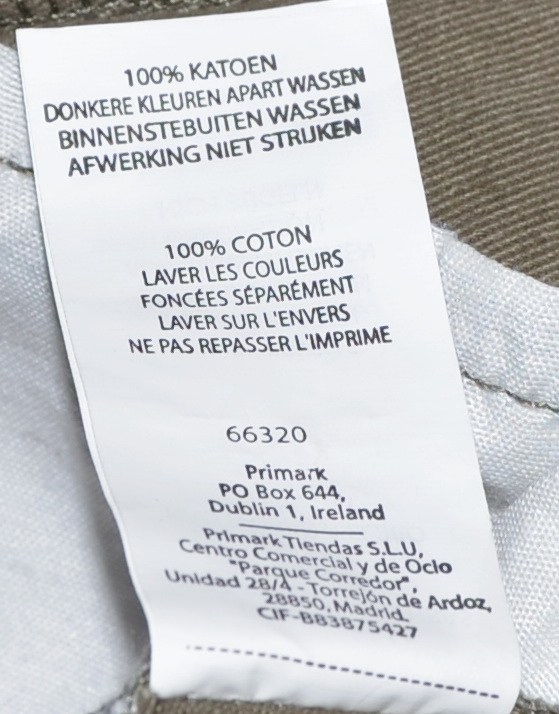 100% KATOEN
DONKERE KLEUREN APART WASSEN
BINNENSTEBUITEN WASSEN
AFWERKING NIET STRIJKEN
100% COTON
LAVER LES COULEURS
FONCÉES SÉPARÉMENT
LAVER SUR L'ENVERS
NE PAS REPASSER L'IMPRIME
66320
Primark
PO Box 644,
Dublin 1, Ireland
Primark Tiendas S.L.U,
Centro Comercial y de Ocio
"Parque Corredor",
Unidad 28/4 - Torrejón de Ardoz,
28850, Madrid.
CIF-B83875427